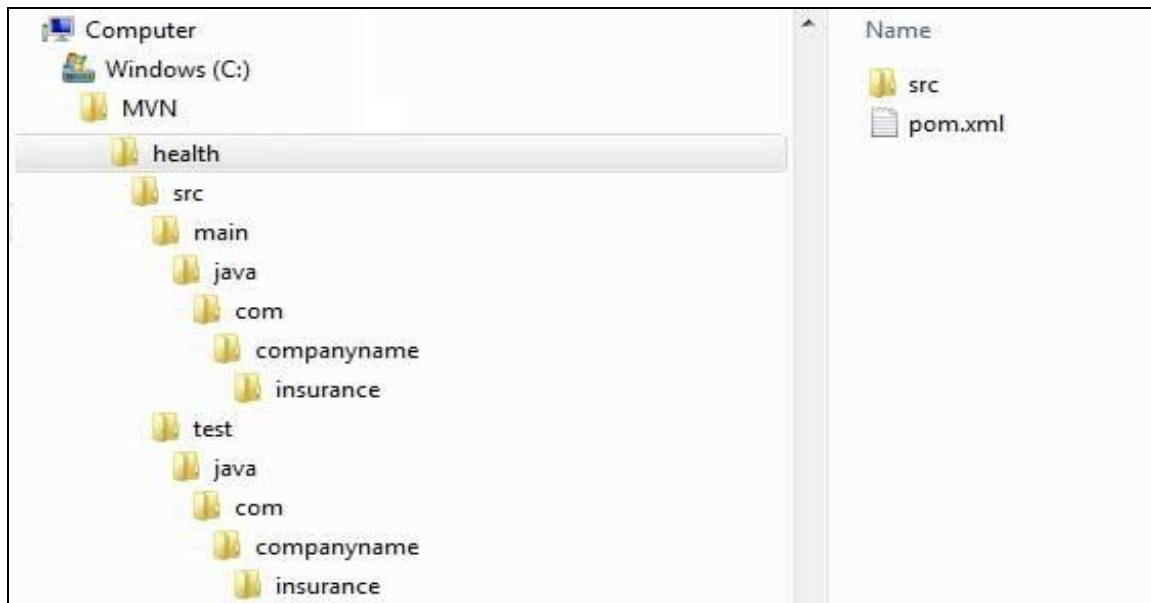 Computer
Windows (C:)
MVN
health
src
main
java
com
companyname
insurance
test
java
com
companyname
insurance
Name
src
pom.xml